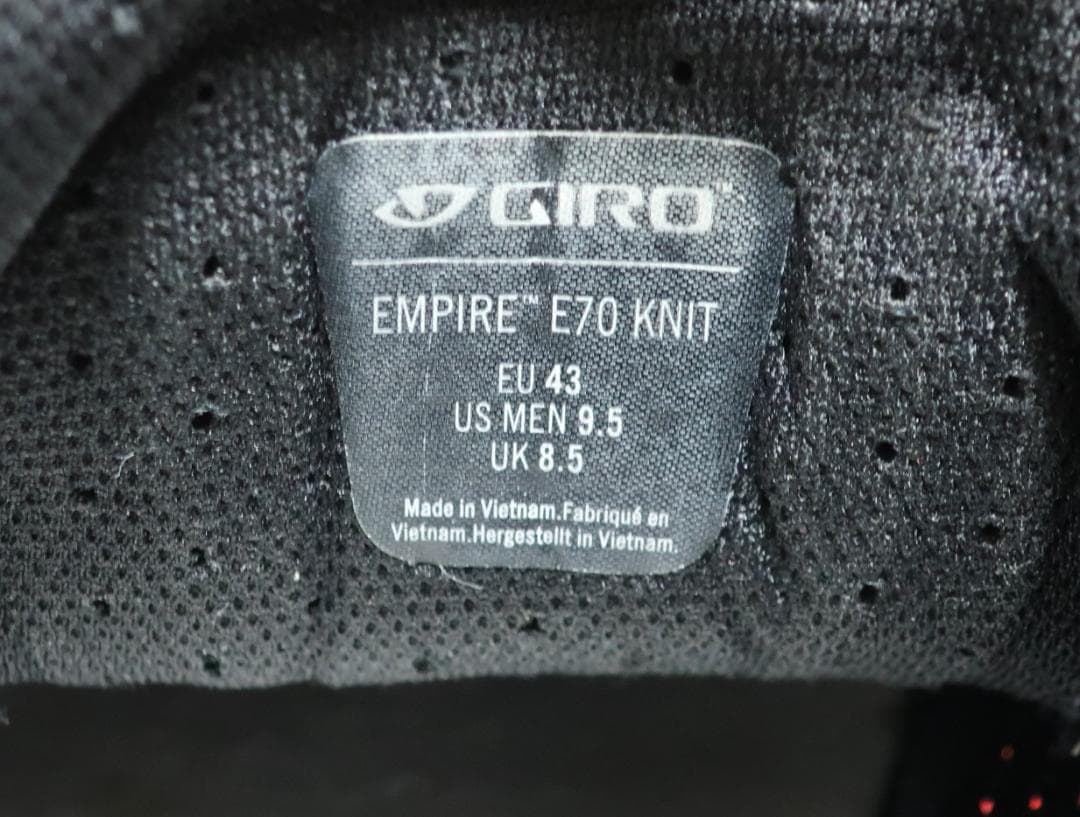 GIRO™
EMPIRE™ E70 KNIT
EU 43
US MEN 9.5
UK 8.5
Made in Vietnam.Fabriqué en
Vietnam.Hergestellt in Vietnam.